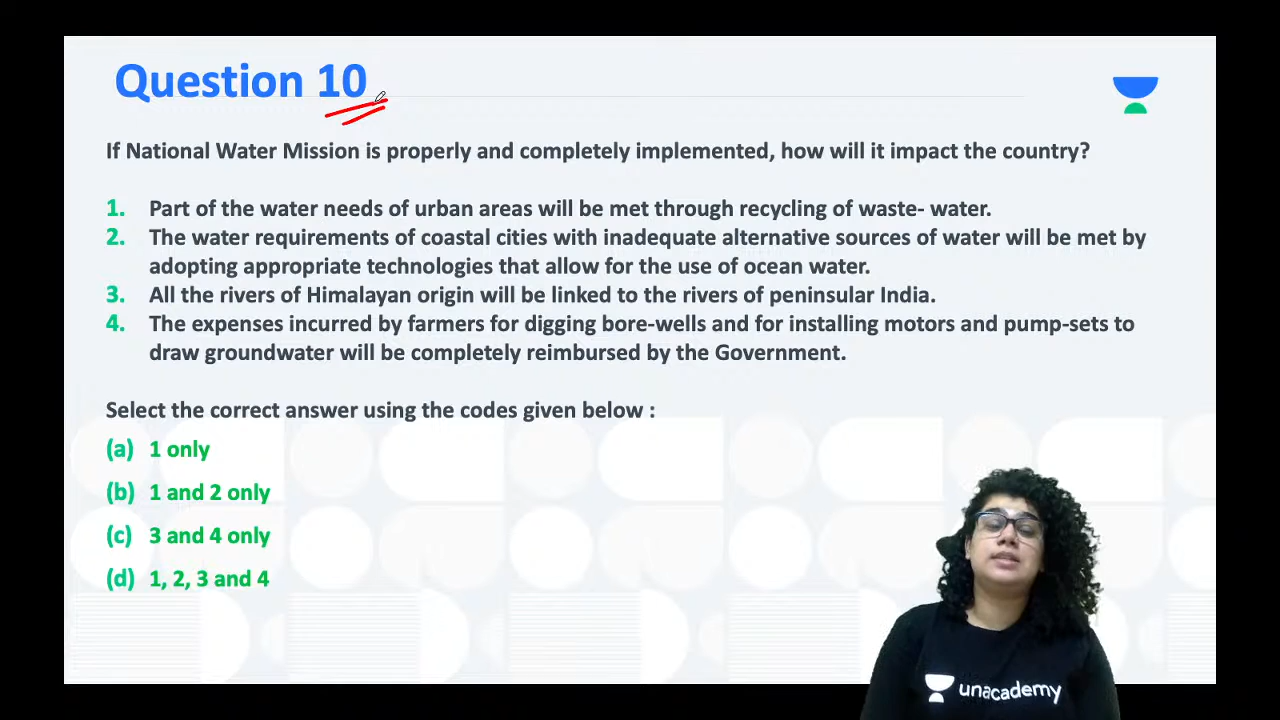 Question 10
If National Water Mission is properly and completely implemented, how will it impact the country?
1. Part of the water needs of urban areas will be met through recycling of waste- water.
2. The water requirements of coastal cities with inadequate alternative sources of water will be met by
adopting appropriate technologies that allow for the use of ocean water.
3. All the rivers of Himalayan origin will be linked to the rivers of peninsular India.
4. The expenses incurred by farmers for digging bore-wells and for installing motors and pump-sets to
draw groundwater will be completely reimbursed by the Government.
Select the correct answer using the codes given below :
(a) 1 only
(b) 1 and 2 only
(c) 3 and 4 only
(d) 1, 2, 3 and 4
unacademy